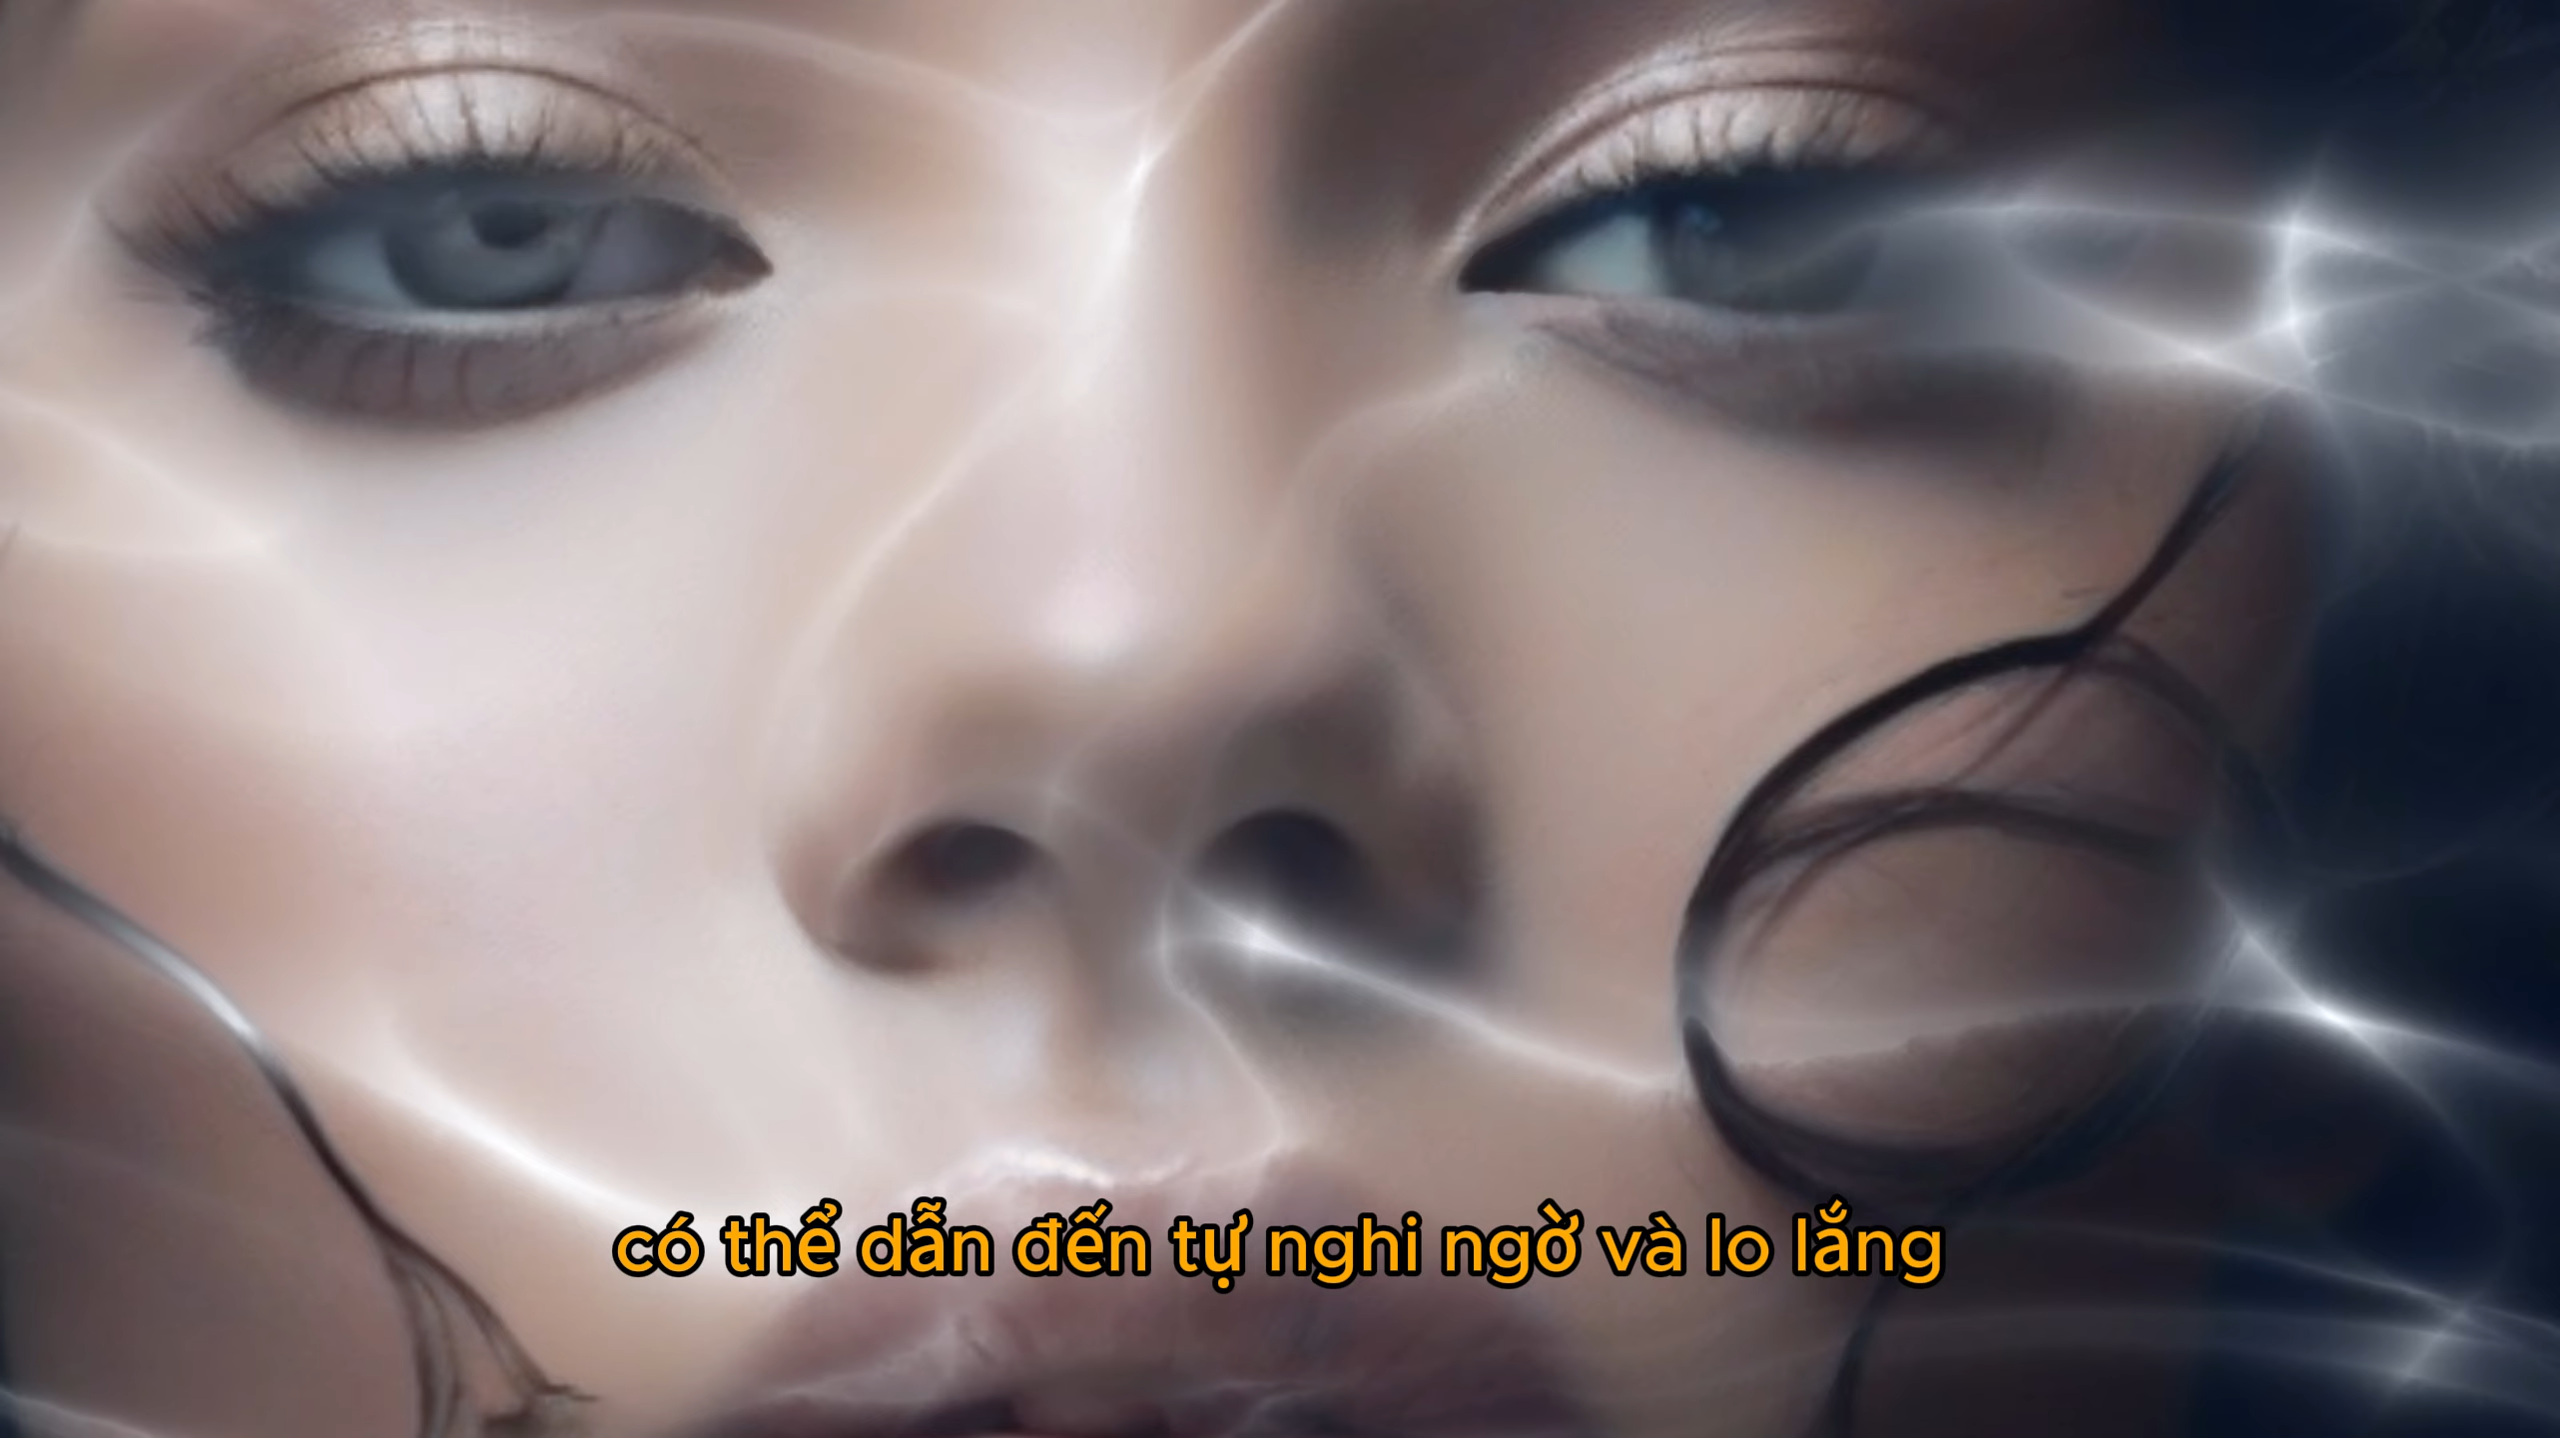 có thể dẫn đến tự nghi ngờ và lo lắng